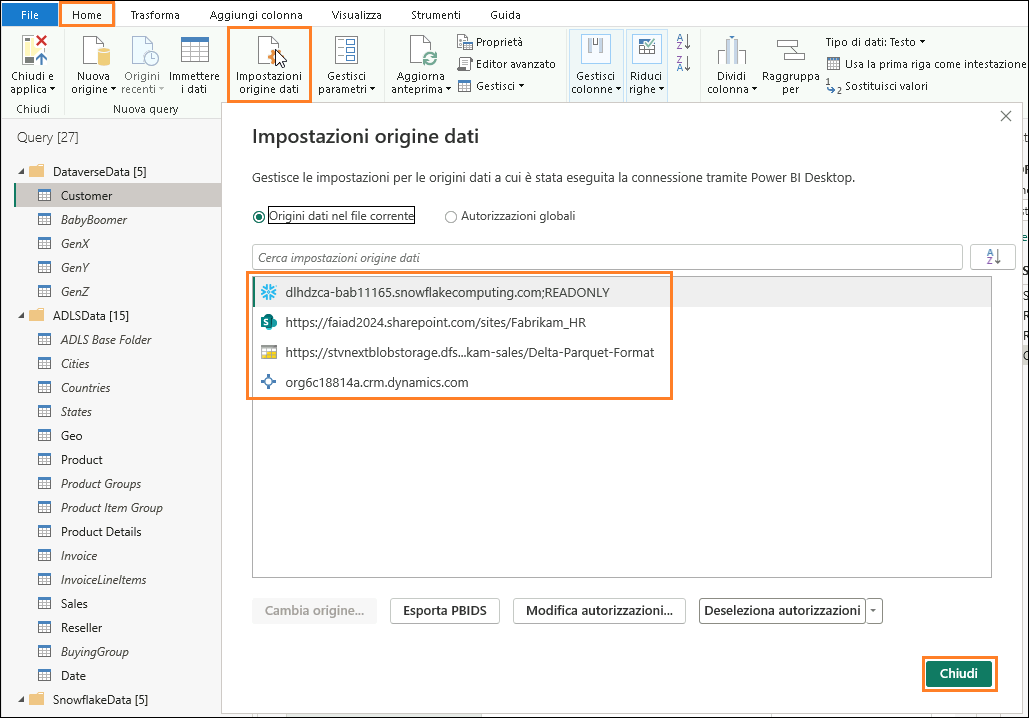 File Home Trasforma Aggiungi colonna Visualizza Strumenti Guida
Chiudi e applica
Nuova origine
Origini recenti
Immettere i dati
Impostazioni origine dati
Gestisci parametri
Aggiorna anteprima
Proprietà
Editor avanzato
Gestisci
Gestisci colonne
Riduci righe
Dividi colonna
Raggruppa per
Tipo di dati: Testo
Usa la prima riga come intestazione
Sostituisci valori
Chiudi
Nuova query
Query [27]
DataverseData [5]
Customer
BabyBoomer
GenX
GenY
GenZ
ADLSData [15]
ADLS Base Folder
Cities
Countries
States
Geo
Product
Product Groups
Product Item Group
Product Details
Invoice
InvoiceLineItems
Sales
Reseller
BuyingGroup
Date
SnowflakeData [5]
Impostazioni origine dati
Gestisce le impostazioni per le origini dati a cui è stata eseguita la connessione tramite Power BI Desktop.
Origini dati nel file corrente Autorizzazioni globali
Cerca impostazioni origine dati
dlhdzca-bab11165.snowflakecomputing.com;READONLY
https://faiad2024.sharepoint.com/sites/Fabrikam_HR
https://stvnextblobstorage.dfs...kam-sales/Delta-Parquet-Format
org6c18814a.crm.dynamics.com
Cambia origine... Esporta PBIDS Modifica autorizzazioni... Deseleziona autorizzazioni
Chiudi